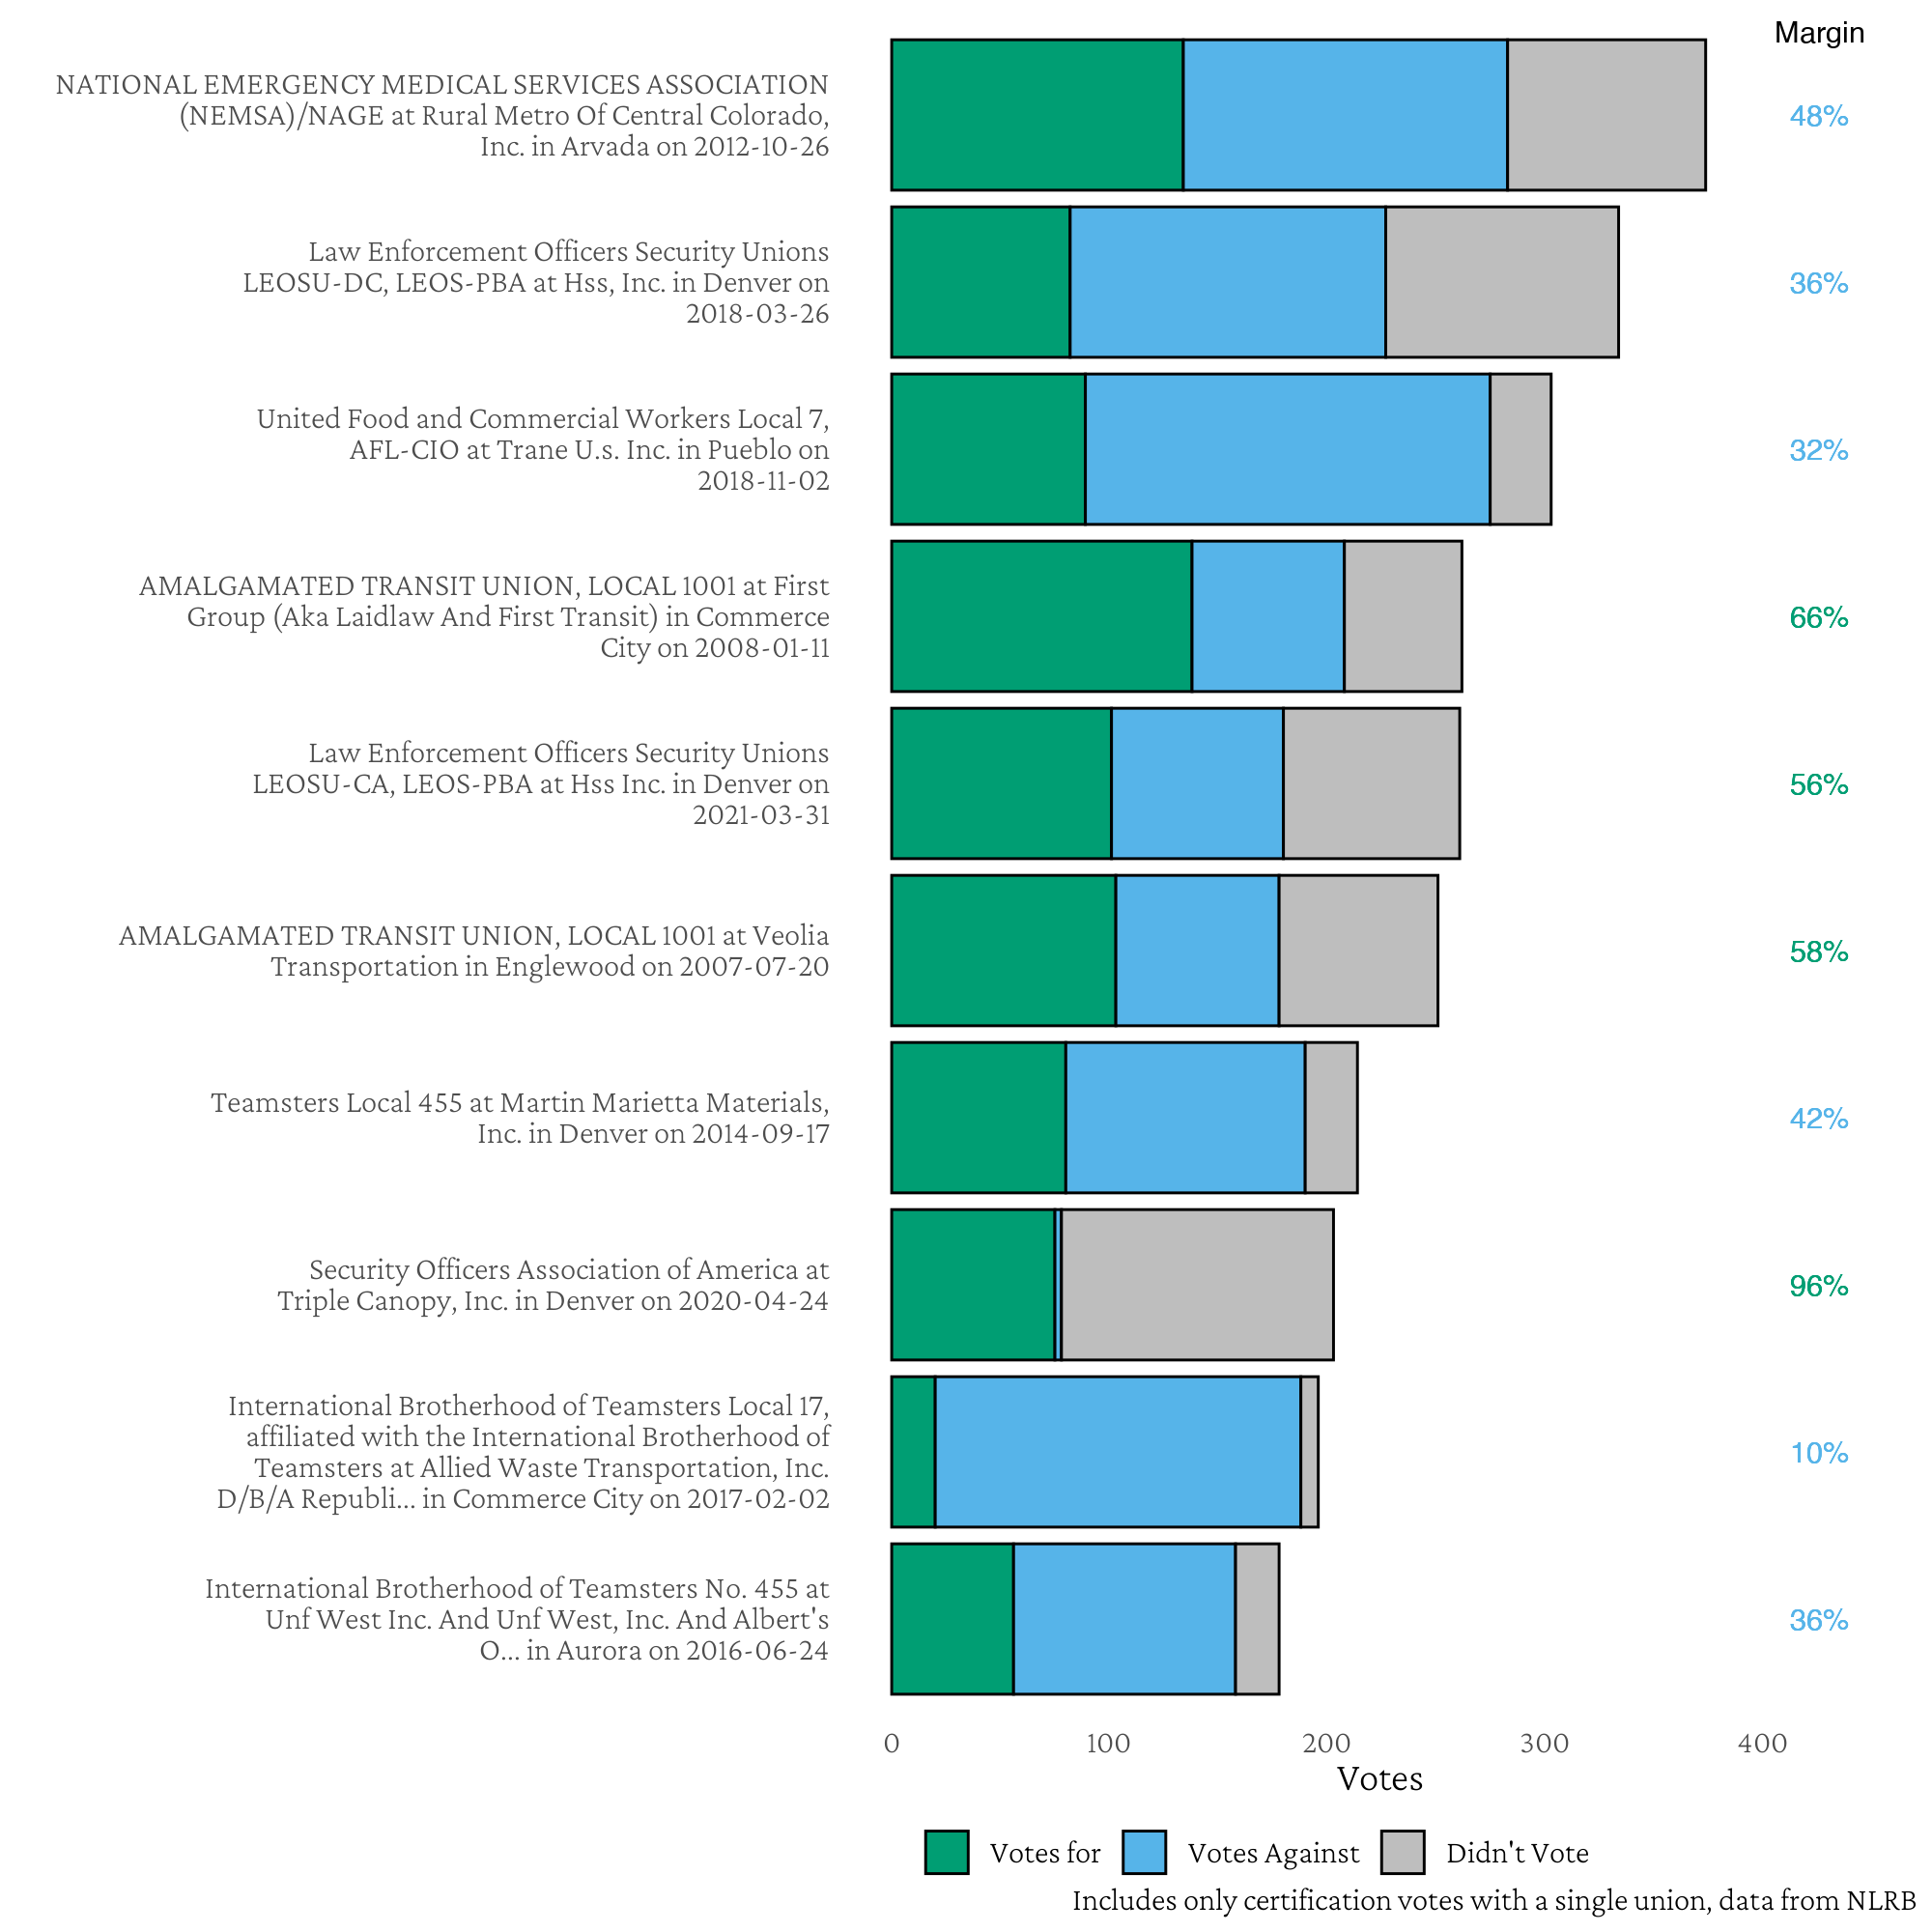 Margin
NATIONAL EMERGENCY MEDICAL SERVICES ASSOCIATION
(NEMSA)/NAGE at Rural Metro Of Central Colorado,
Inc. in Arvada on 2012-10-26
48%
Law Enforcement Officers Security Unions
LEOSU-DC, LEOS-PBA at Hss, Inc. in Denver on
2018-03-26
36%
United Food and Commercial Workers Local 7,
AFL-CIO at Trane U.s. Inc. in Pueblo on
2018-11-02
32%
AMALGAMATED TRANSIT UNION, LOCAL 1001 at First
Group (Aka Laidlaw And First Transit) in Commerce
City on 2008-01-11
66%
Law Enforcement Officers Security Unions
LEOSU-CA, LEOS-PBA at Hss Inc. in Denver on
2021-03-31
56%
AMALGAMATED TRANSIT UNION, LOCAL 1001 at Veolia
Transportation in Englewood on 2007-07-20
58%
Teamsters Local 455 at Martin Marietta Materials,
Inc. in Denver on 2014-09-17
42%
Security Officers Association of America at
Triple Canopy, Inc. in Denver on 2020-04-24
96%
International Brotherhood of Teamsters Local 17,
affiliated with the International Brotherhood of
Teamsters at Allied Waste Transportation, Inc.
D/B/A Republi... in Commerce City on 2017-02-02
10%
International Brotherhood of Teamsters No. 455 at
Unf West Inc. And Unf West, Inc. And Albert's
O... in Aurora on 2016-06-24
36%
0 100 200 300 400
Votes
Votes for Votes Against Didn't Vote
Includes only certification votes with a single union, data from NLRB